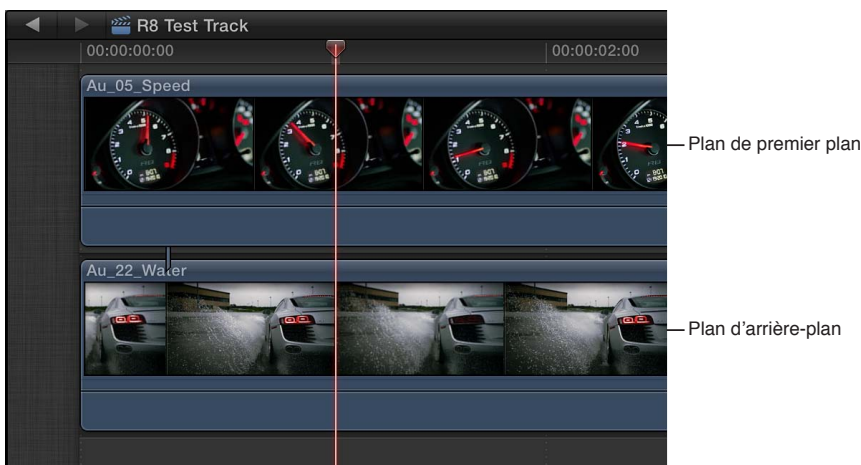 R8 Test Track
00:00:00:00
00:00:02:00
Au_05_Speed
Plan de premier plan
Au_22_Water
Plan d'arrière-plan